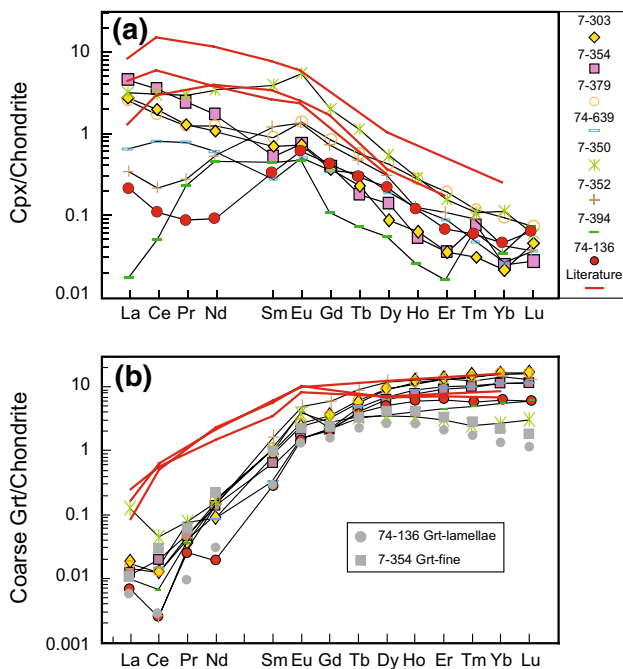 (a)
Cpx/Chondrite
10
1
0.1
0.01
La Ce Pr Nd Sm Eu Gd Tb Dy Ho Er Tm Yb Lu
7-303
7-354
7-379
74-639
7-350
7-352
7-394
74-136
Literature
(b)
Coarse Grt/Chondrite
10
1
0.1
0.01
0.001
74-136 Grt-lamellae
7-354 Grt-fine
La Ce Pr Nd Sm Eu Gd Tb Dy Ho Er Tm Yb Lu